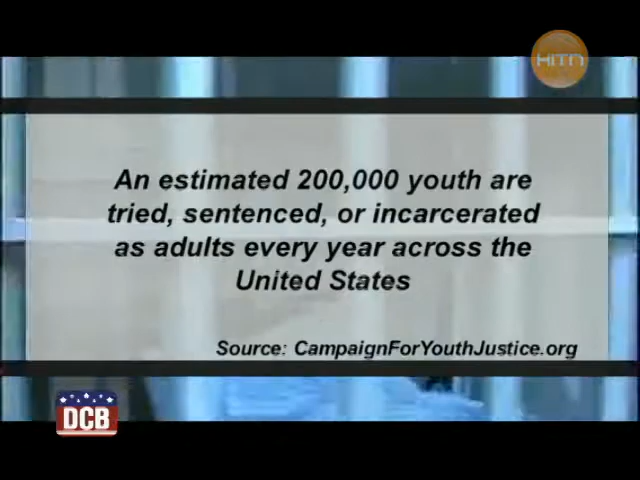 HITN
An estimated 200,000 youth are
tried, sentenced, or incarcerated
as adults every year across the
United States
Source: CampaignForYouthJustice.org
DCB